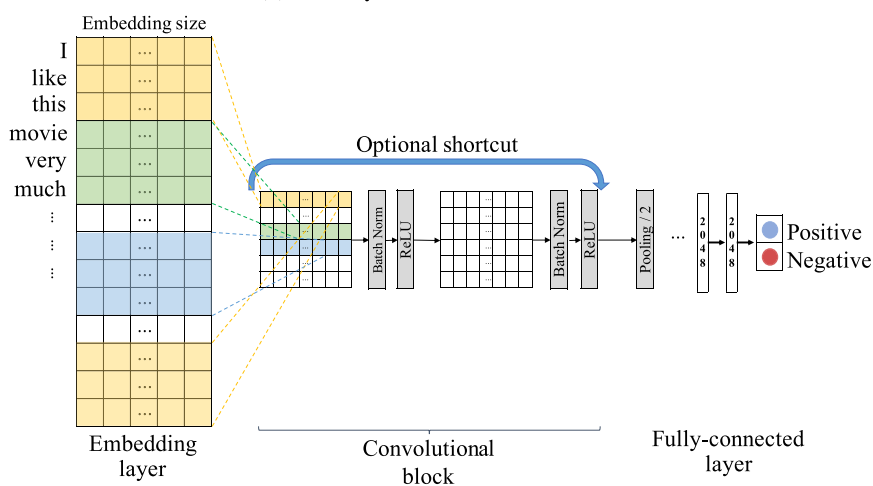 Embedding size
I
like
this
movie
very
much
...
...
...
Optional shortcut
Batch Norm
ReLU
Batch Norm
ReLU
Pooling / 2
...
2048
2048
Positive
Negative
Embedding
layer
Convolutional
block
Fully-connected
layer